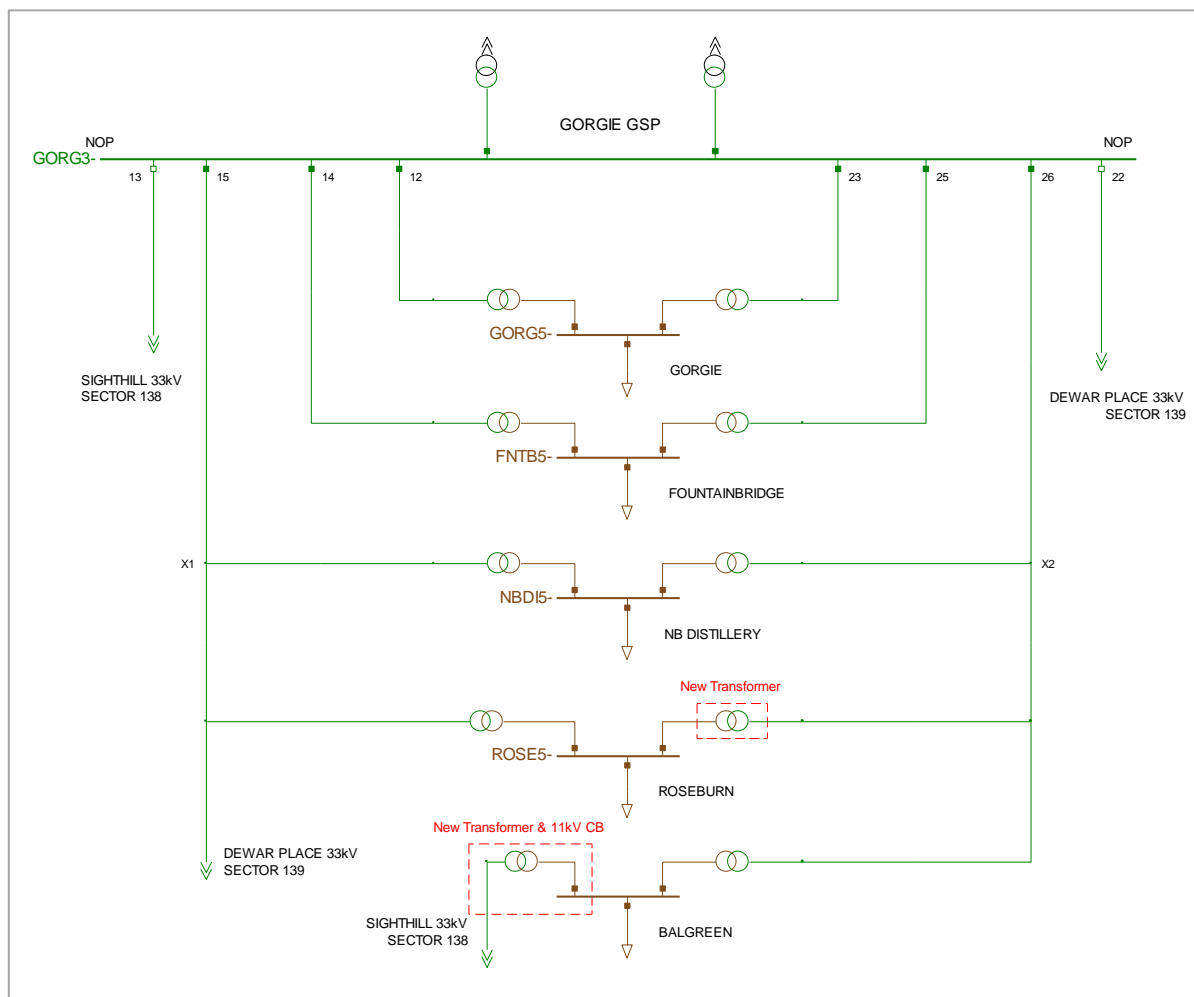 GORGIE GSP
NOP
NOP
GORG3-
13
15
14
12
23
25
26
22
GORG5-
GORGIE
SIGHTHILL 33kV
SECTOR 138
DEWAR PLACE 33kV
SECTOR 139
FNTB5-
FOUNTAINBRIDGE
X1
X2
NBDI5-
NB DISTILLERY
New Transformer
ROSE5-
ROSEBURN
New Transformer & 11kV CB
DEWAR PLACE 33kV
SECTOR 139
SIGHTHILL 33kV
SECTOR 138
BALGREEN